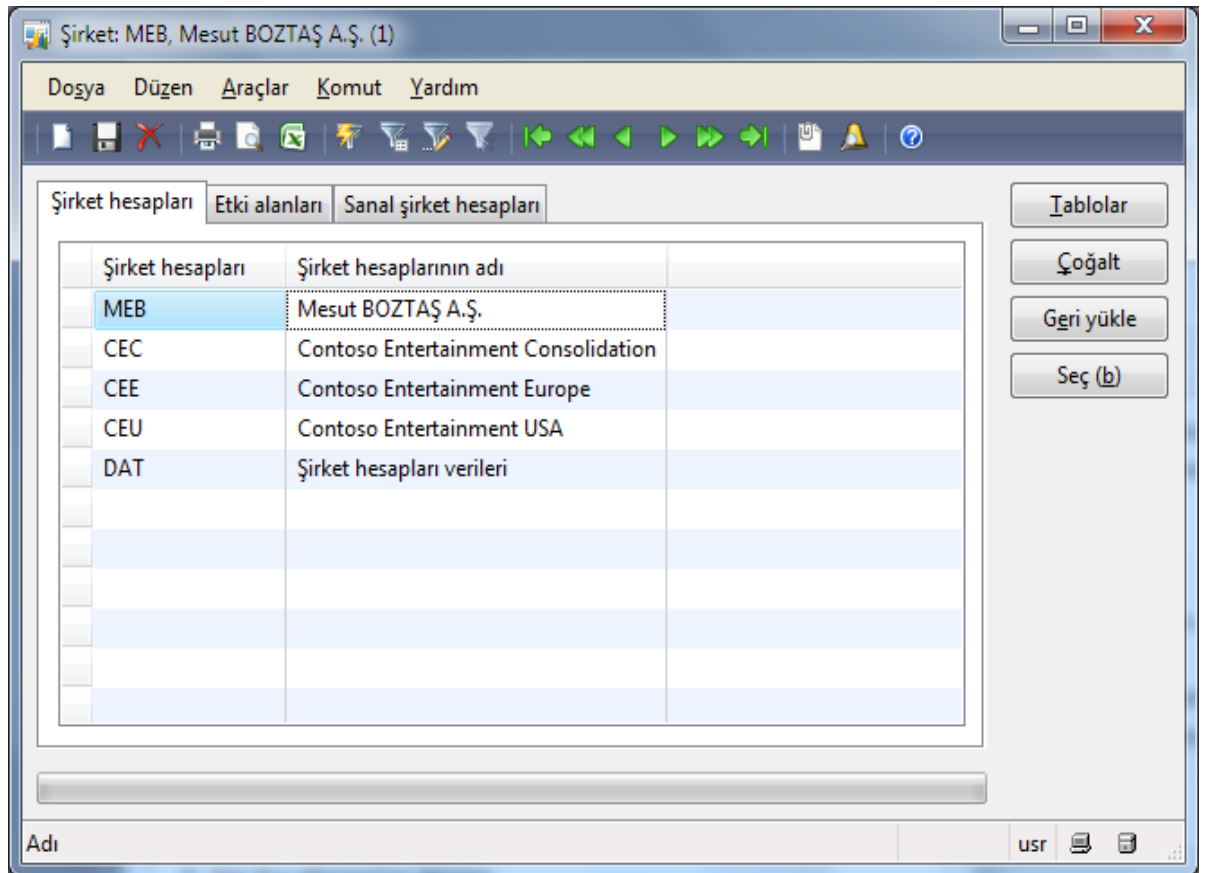 Şirket: MEB, Mesut BOZTAŞ A.Ş. (1)
Dosya Düzen Araçlar Komut Yardım
Şirket hesapları Etki alanları Sanal şirket hesapları
Tablolar
Çoğalt
Geri yükle
Seç (b)
Şirket hesapları Şirket hesaplarının adı
MEB Mesut BOZTAŞ A.Ş.
CEC Contoso Entertainment Consolidation
CEE Contoso Entertainment Europe
CEU Contoso Entertainment USA
DAT Şirket hesapları verileri
Adı usr